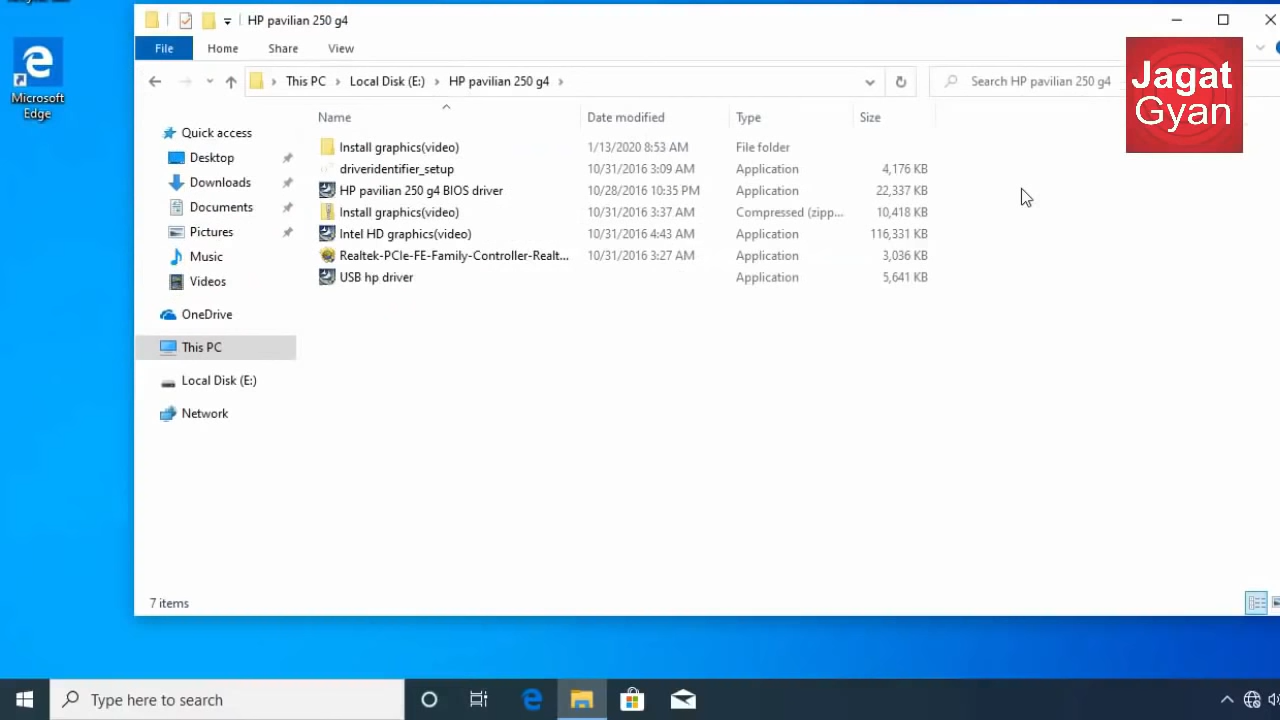 HP pavilian 250 g4
File Home Share View
This PC Local Disk (E:) HP pavilian 250 g4 Search HP pavilian 250 g4
Jagat
Gyan
Microsoft
Edge
Name Date modified Type Size
Quick access
Desktop
Downloads
Documents
Pictures
Music
Videos
OneDrive
This PC
Local Disk (E:)
Network
Install graphics(video) 1/13/2020 8:53 AM File folder
driveridentifier_setup 10/31/2016 3:09 AM Application 4,176 KB
HP pavilian 250 g4 BIOS driver 10/28/2016 10:35 PM Application 22,337 KB
Install graphics(video) 10/31/2016 3:37 AM Compressed (zipp... 10,418 KB
Intel HD graphics(video) 10/31/2016 4:43 AM Application 116,331 KB
Realtek-PCIe-FE-Family-Controller-Realt... 10/31/2016 3:27 AM Application 3,036 KB
USB hp driver Application 5,641 KB
7 items
Type here to search